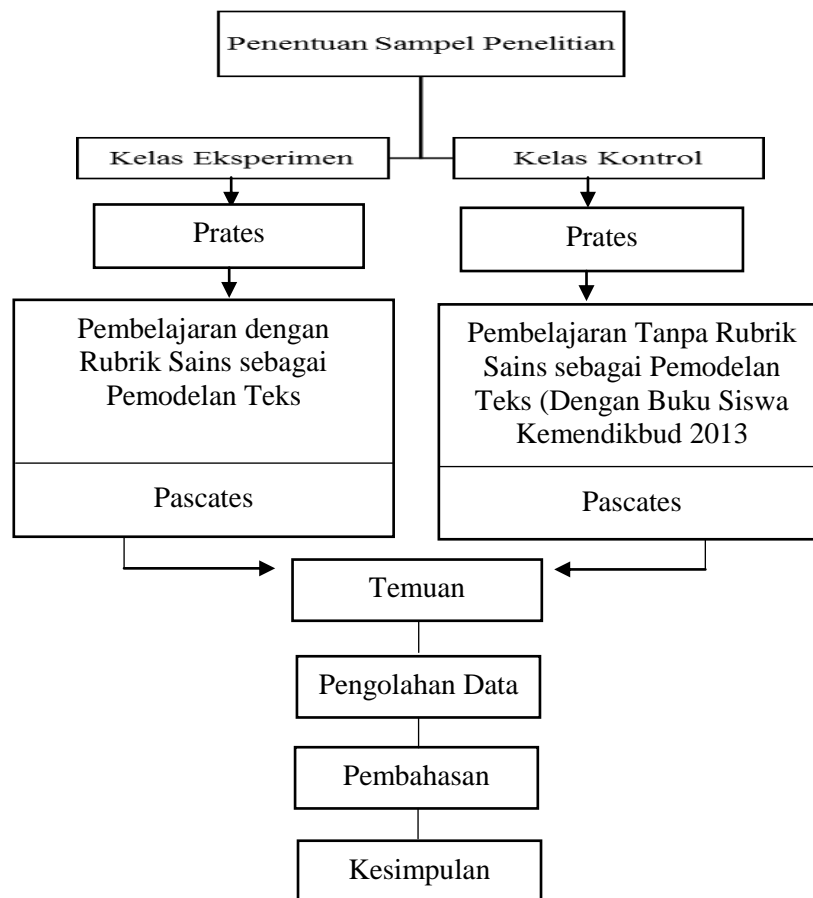 Penentuan Sampel Penelitian
Kelas Eksperimen
Kelas Kontrol
Prates
Prates
Pembelajaran dengan
Rubrik Sains sebagai
Pemodelan Teks
Pembelajaran Tanpa Rubrik
Sains sebagai Pemodelan
Teks (Dengan Buku Siswa
Kemendikbud 2013
Pascates
Pascates
Temuan
Pengolahan Data
Pembahasan
Kesimpulan